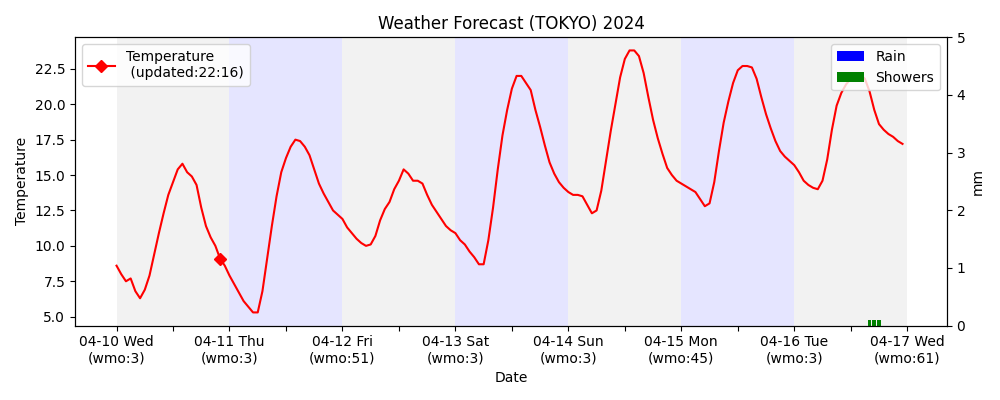 Weather Forecast (TOKYO) 2024
Temperature
(updated:22:16)
Rain
Showers
Temperature
22.5
20.0
17.5
15.0
12.5
10.0
7.5
5.0
5
4
3
2
1
0
mm
04-10 Wed
(wmo:3)
04-11 Thu
(wmo:3)
04-12 Fri
(wmo:51)
04-13 Sat
(wmo:3)
04-14 Sun
(wmo:3)
04-15 Mon
(wmo:45)
04-16 Tue
(wmo:3)
04-17 Wed
(wmo:61)
Date